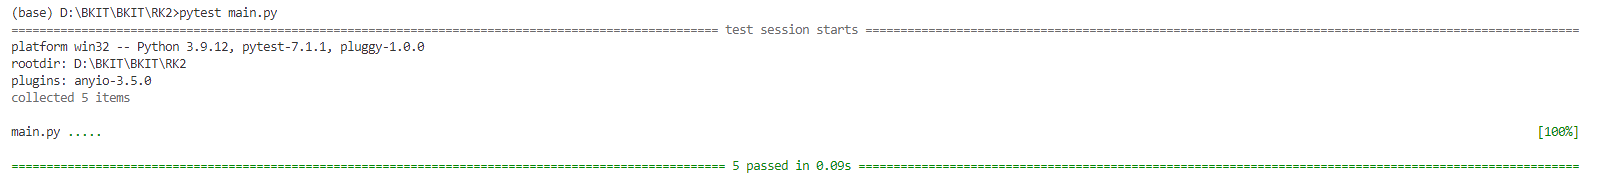 (base) D:\BKIT\BKIT\RK2>pytest main.py
===================================================================================================== test session starts ======================================================================================================
platform win32 -- Python 3.9.12, pytest-7.1.1, pluggy-1.0.0
rootdir: D:\BKIT\BKIT\RK2
plugins: anyio-3.5.0
collected 5 items
main.py ..... [100%]
====================================================================================================== 5 passed in 0.09s =======================================================================================================